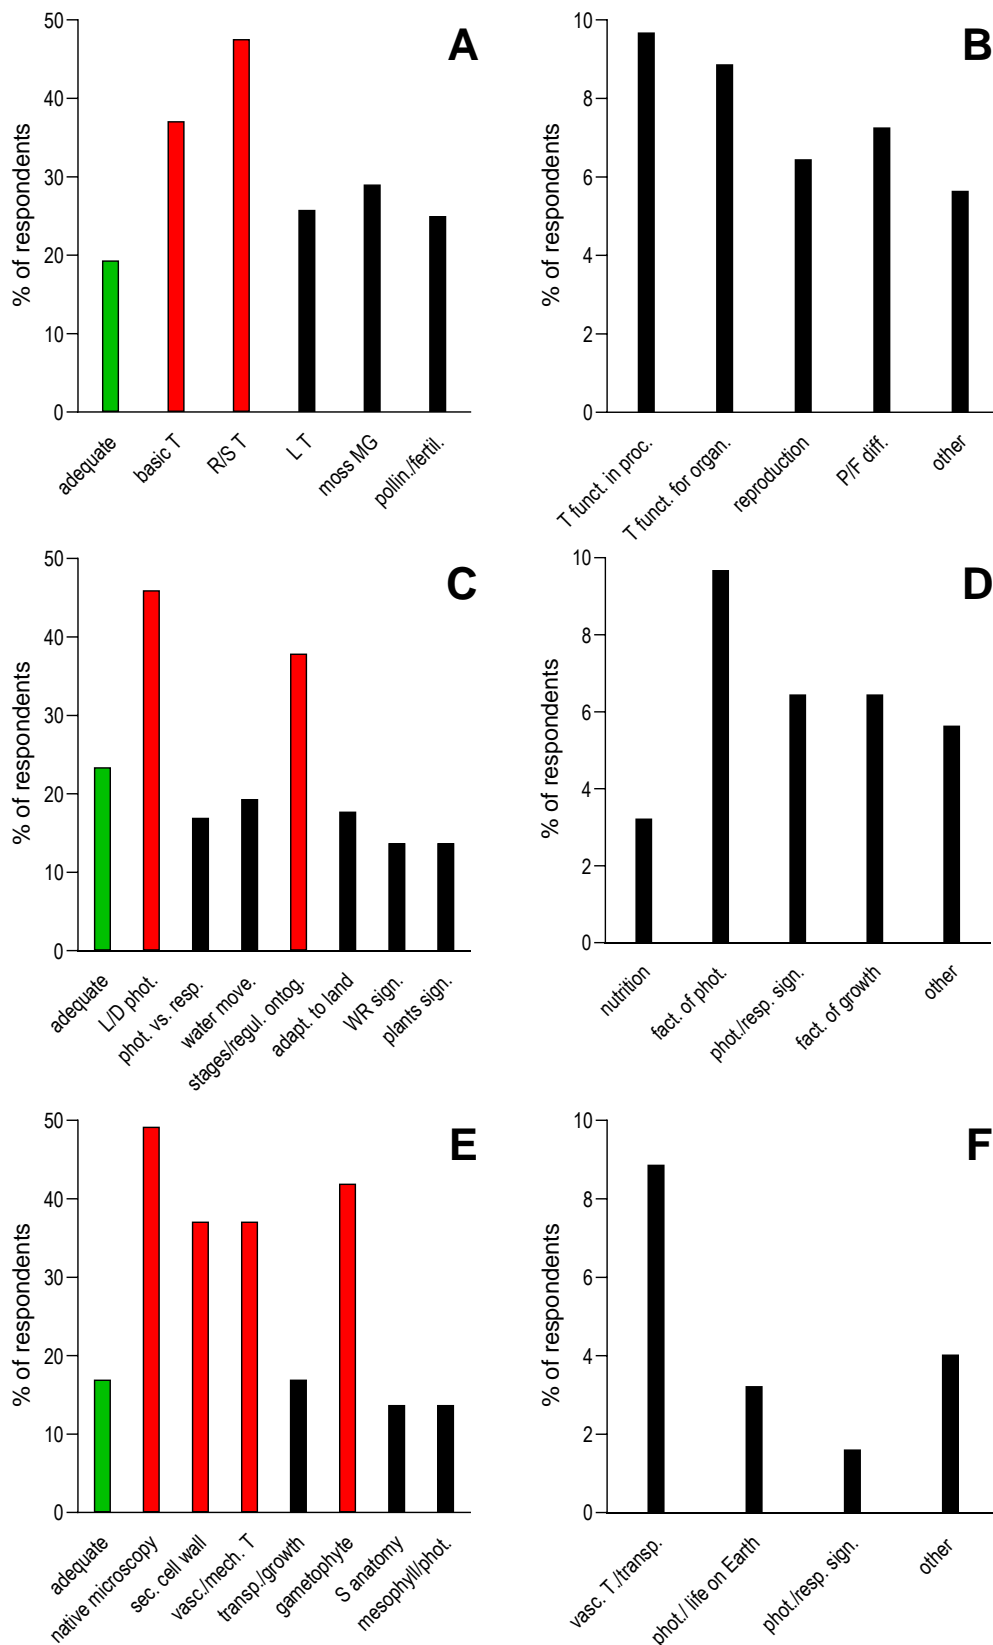 A
% of respondents
50
40
30
20
10
0
adequate
basic T
R/S T
L T
moss MG
pollin./fertil.
B
% of respondents
10
8
6
4
2
0
T funct. in proc.
T funct. for organ.
reproduction
P/F diff.
other
C
% of respondents
50
40
30
20
10
0
adequate
L/D phot.
phot. vs. resp.
water move.
stages/regul. ontog.
adapt. to land
WR sign.
plants sign.
D
% of respondents
10
8
6
4
2
0
nutrition
fact. of phot.
phot./resp. sign.
fact. of growth
other
E
% of respondents
50
40
30
20
10
0
adequate
native microscopy
sec. cell wall
vasc./mech. T
transp./growth
gametophyte
S anatomy
mesophyll/phot.
F
% of respondents
10
8
6
4
2
0
vasc. T./transp.
phot./ life on Earth
phot./resp. sign.
other